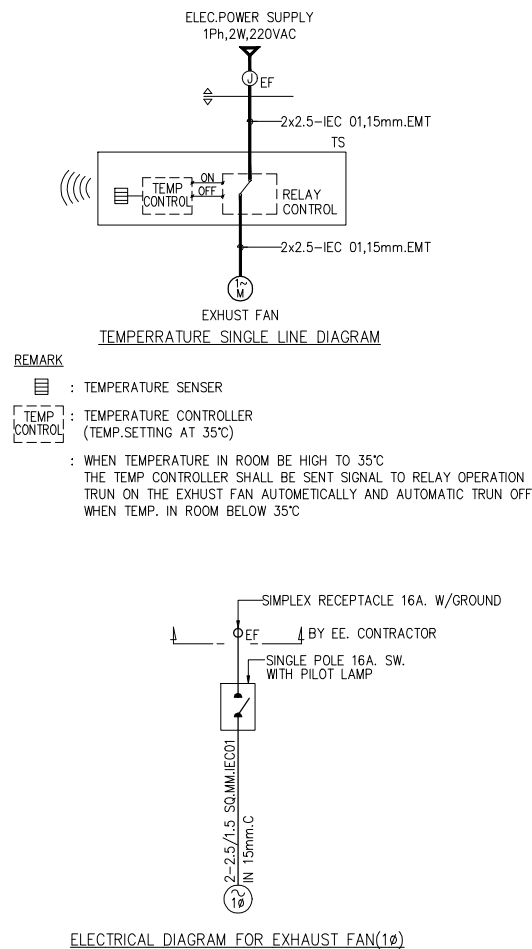 ELEC.POWER SUPPLY
1Ph,2W,220VAC
J EF
2x2.5-IEC 01,15mm.EMT
TS
TEMP CONTROL
ON
OFF
RELAY
CONTROL
2x2.5-IEC 01,15mm.EMT
1~
M
EXHUST FAN
TEMPERRATURE SINGLE LINE DIAGRAM
REMARK
: TEMPERATURE SENSER
TEMP CONTROL : TEMPERATURE CONTROLLER
(TEMP.SETTING AT 35°C)
: WHEN TEMPERATURE IN ROOM BE HIGH TO 35°C
THE TEMP CONTROLLER SHALL BE SENT SIGNAL TO RELAY OPERATION
TRUN ON THE EXHUST FAN AUTOMETICALLY AND AUTOMATIC TRUN OFF
WHEN TEMP. IN ROOM BELOW 35°C
SIMPLEX RECEPTACLE 16A. W/GROUND
EF
BY EE. CONTRACTOR
SINGLE POLE 16A. SW.
WITH PILOT LAMP
2-2.5/1.5 SQ.MM.IEC01
IN 15mm.C
~
1ø
ELECTRICAL DIAGRAM FOR EXHAUST FAN(1ø)